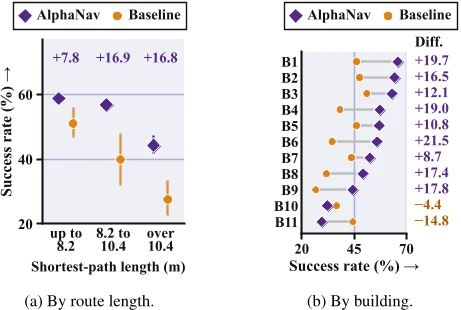 AlphaNav Baseline
+7.8 +16.9 +16.8
Success rate (%) →
60
40
20
up to 8.2
8.2 to 10.4
over 10.4
Shortest-path length (m)
(a) By route length.
AlphaNav Baseline
Diff.
B1 +19.7
B2 +16.5
B3 +12.1
B4 +19.0
B5 +10.8
B6 +21.5
B7 +8.7
B8 +17.4
B9 +17.8
B10 −4.4
B11 −14.8
20 45 70
Success rate (%) →
(b) By building.